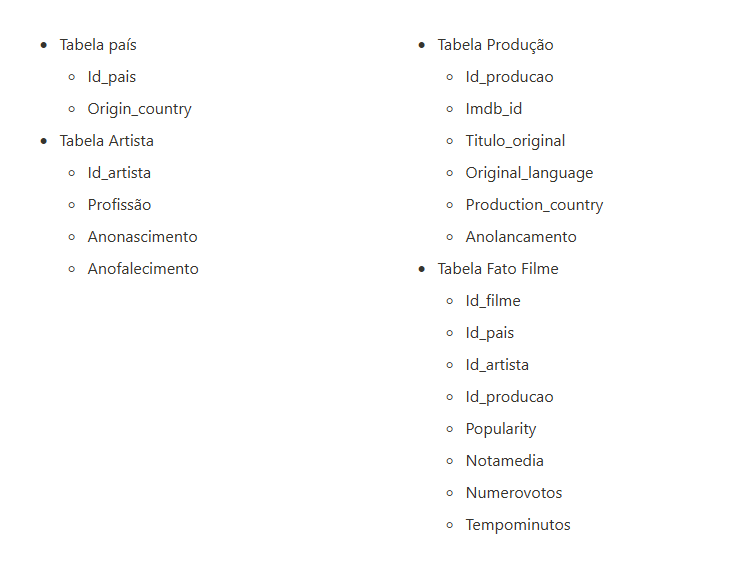 Tabela país
Id_pais
Origin_country
Tabela Artista
Id_artista
Profissão
Anonascimento
Anofalecimento
Tabela Produção
Id_producao
Imdb_id
Titulo_original
Original_language
Production_country
Anolancamento
Tabela Fato Filme
Id_filme
Id_pais
Id_artista
Id_producao
Popularity
Notamedia
Numerovotos
Tempominutos